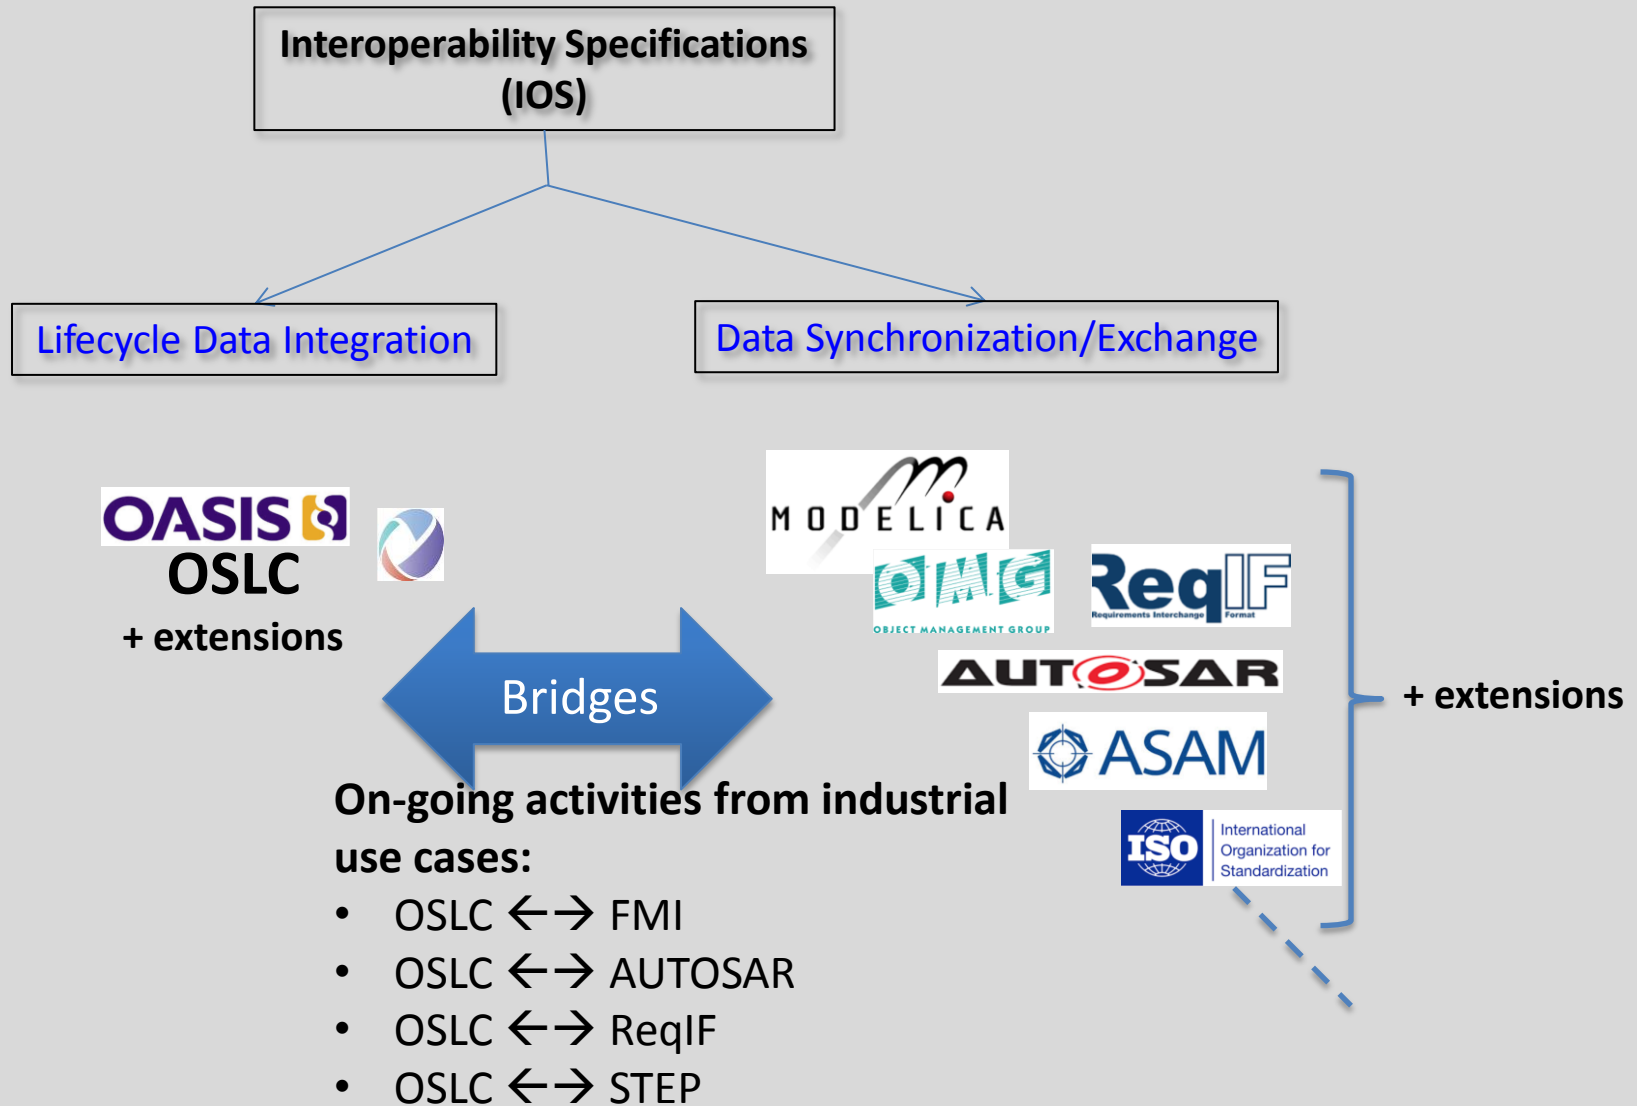 Interoperability Specifications
(IOS)
Lifecycle Data Integration
Data Synchronization/Exchange
OASIS
OSLC
+ extensions
MODELICA
OMG
OBJECT MANAGEMENT GROUP
ReqIF
Requirements Interchange Format
AUTOSAR
ASAM
ISO
International
Organization for
Standardization
+ extensions
Bridges
On-going activities from industrial
use cases:
• OSLC ←→ FMI
• OSLC ←→ AUTOSAR
• OSLC ←→ ReqIF
• OSLC ←→ STEP